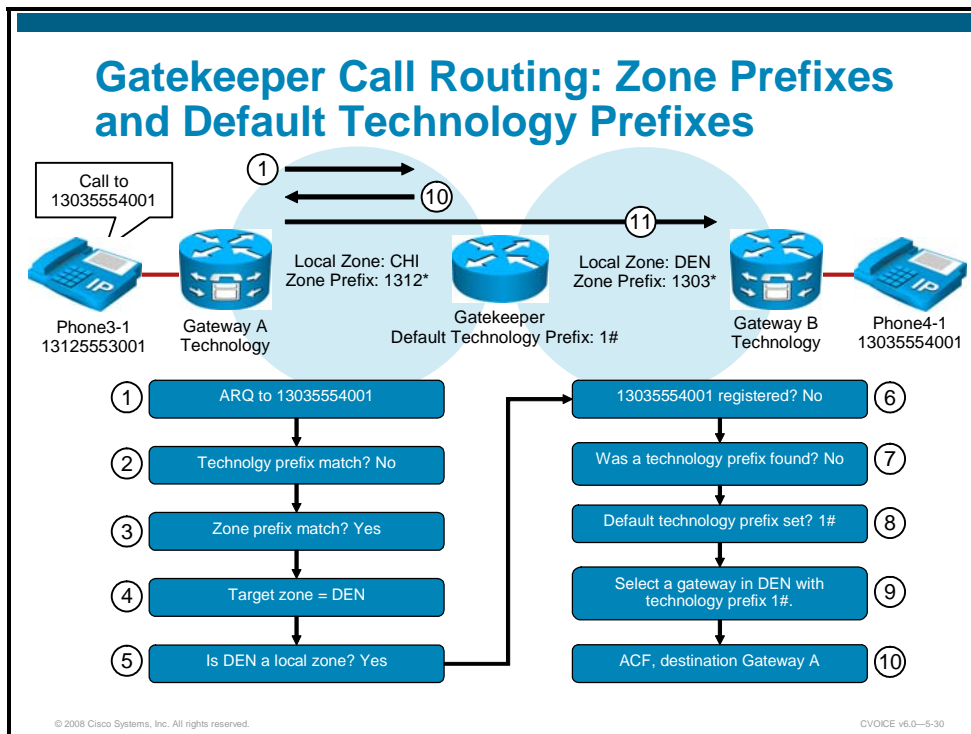 Gatekeeper Call Routing: Zone Prefixes
and Default Technology Prefixes
1
10
11
Call to
13035554001
IP
Phone3-1
13125553001
Gateway A
Technology
Local Zone: CHI
Zone Prefix: 1312*
Gatekeeper
Default Technology Prefix: 1#
Local Zone: DEN
Zone Prefix: 1303*
Gateway B
Technology
IP
Phone4-1
13035554001
1
ARQ to 13035554001
2
Technolgy prefix match? No
3
Zone prefix match? Yes
4
Target zone = DEN
5
Is DEN a local zone? Yes
13035554001 registered? No
6
Was a technology prefix found? No
7
Default technology prefix set? 1#
8
Select a gateway in DEN with
technology prefix 1#.
9
ACF, destination Gateway A
10
© 2008 Cisco Systems, Inc. All rights reserved.
CVOICE v6.0—5-30